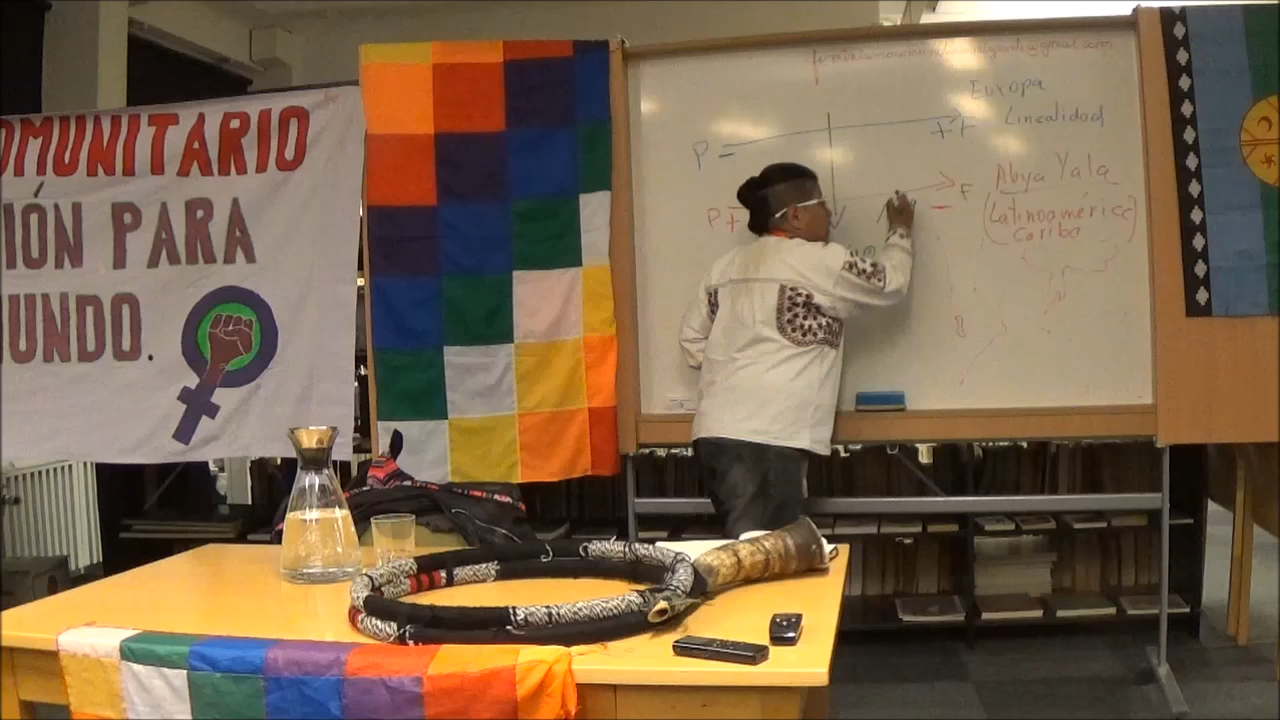 OMUNITARIO
IÓN PARA
UNDO.
Europa
Linealidad
P
++
Abya Yala
P +
F
(Latinoamérica
Caribe)